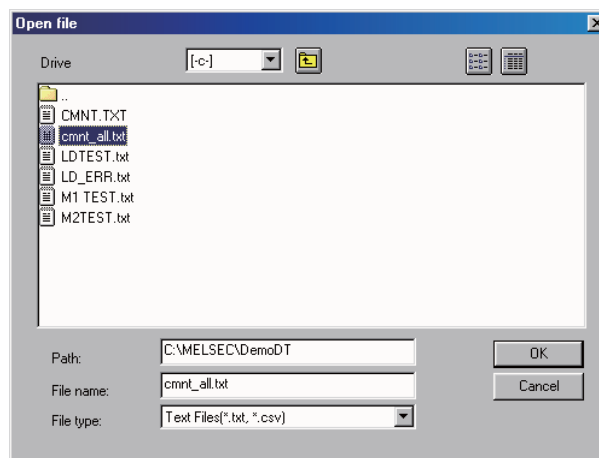 Open file
Drive [-c-]
..
CMNT.TXT
cmnt_all.txt
LDTEST.txt
LD_ERR.txt
M1 TEST.txt
M2TEST.txt
Path: C:\MELSEC\DemoDT OK
File name: cmnt_all.txt Cancel
File type: Text Files(*.txt, *.csv)